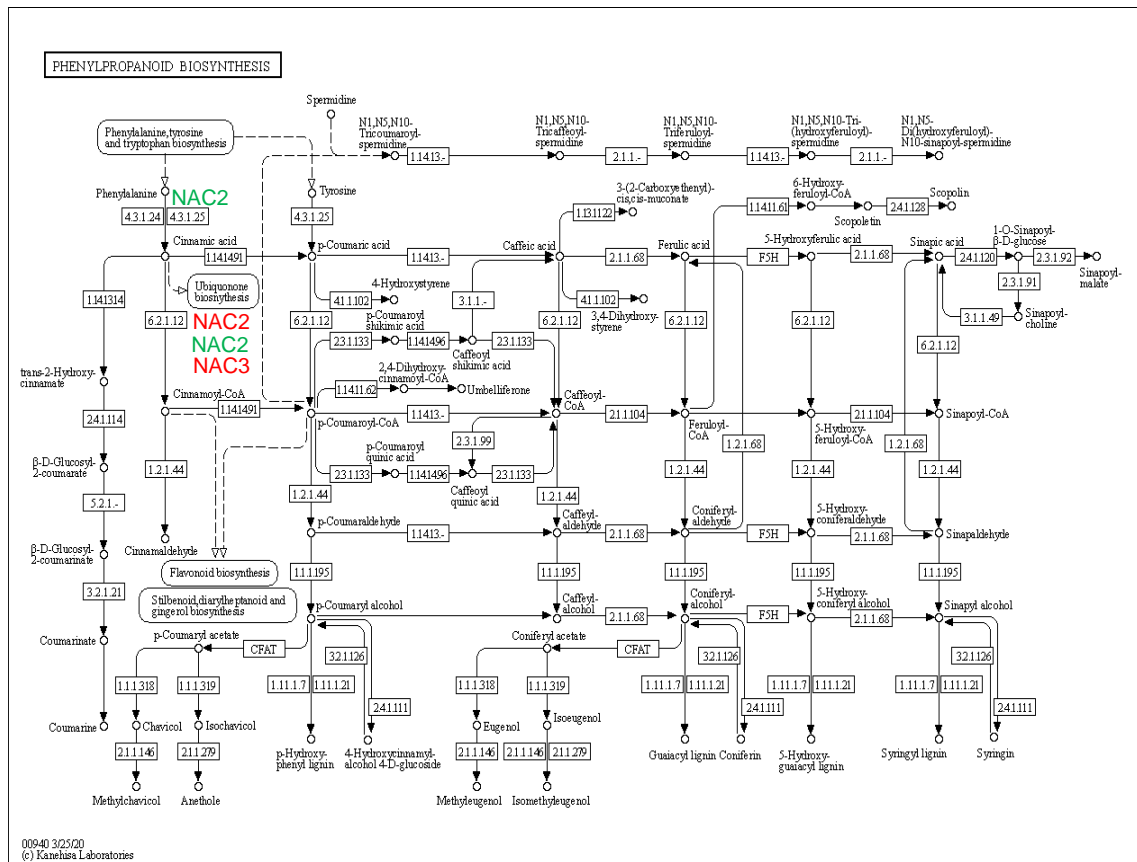 PHENYLPROPANOID BIOSYNTHESIS
Spermidine
Phenylalanine, tyrosine
and tryptophan biosynthesis
N1,N5,N10-
Tricoumaroyl-
spermidine
1.14.13.-
N1,N5,N10-
Tricaffeoyl-
spermidine
2.1.1.-
N1,N5,N10-
Triferuloyl-
spermidine
1.14.13.-
N1,N5,N10-Tri-
(hydroxyferuloyl)-
spermidine
2.1.1.-
N1,N5-
Di(hydroxyferuloyl)-
N10-sinapoyl-spermidine
Phenylalanine
NAC2
Tyrosine
4.3.1.24
4.3.1.25
4.3.1.25
3-(2-Carboxyethenyl)-
cis,cis-muconate
1.13.11.22
6-Hydroxy-
feruloyl-CoA
1.14.11.61
Scopoletin
2.4.1.128
Scopolin
Cinnamic acid
1.14.14.91
p-Coumaric acid
1.14.13.-
Caffeic acid
2.1.1.68
Ferulic acid
F5H
5-Hydroxyferulic acid
2.1.1.68
Sinapic acid
2.4.1.120
1-O-Sinapoyl-
β-D-glucose
2.3.1.92
Sinapoyl-
malate
2.3.1.91
Sinapoyl-
choline
3.1.1.49
Ubiquonone
biosnythesis
1.14.13.14
6.2.1.12
NAC2
NAC2
NAC3
4.1.1.102
4-Hydroxystyrene
6.2.1.12
p-Coumaroyl
shikimic acid
2.3.1.133
1.14.14.96
Caffeoyl
shikimic acid
3.1.1.-
2.3.1.133
4.1.1.102
3,4-Dihydroxy-
styrene
6.2.1.12
6.2.1.12
6.2.1.12
6.2.1.12
2,4-Dihydroxy-
cinnamoyl-CoA
1.14.11.62
Umbelliferone
trans-2-Hydroxy-
cinnamate
Cinnamoyl-CoA
1.14.14.91
p-Coumaroyl-CoA
1.14.13.-
Caffeoyl-
CoA
2.1.1.104
Feruloyl-
CoA
5-Hydroxy-
feruloyl-CoA
2.1.1.104
Sinapoyl-CoA
2.4.1.114
2.3.1.99
1.2.1.68
1.2.1.68
β-D-Glucosyl-
2-coumarate
1.2.1.44
p-Coumaroyl
quinic acid
2.3.1.133
1.14.14.96
Caffeoyl
quinic acid
2.3.1.133
1.2.1.44
1.2.1.44
1.2.1.44
1.2.1.44
1.2.1.44
5.2.1.-
p-Coumaraldehyde
1.14.13.-
Caffeyl-
aldehyde
2.1.1.68
Coniferyl-
aldehyde
F5H
5-Hydroxy-
coniferaldehyde
2.1.1.68
Sinapaldehyde
β-D-Glucosyl-
2-coumarinate
Cinnamaldehyde
Flavonoid biosynthesis
Stilbenoid, diarylheptanoid and
gingerol biosynthesis
3.2.1.21
1.1.1.195
1.1.1.195
1.1.1.195
1.1.1.195
1.1.1.195
p-Coumaryl alcohol
Caffeyl-
alcohol
2.1.1.68
Coniferyl-
alcohol
F5H
5-Hydroxy-
coniferyl alcohol
2.1.1.68
Sinapyl alcohol
Coumarinate
p-Coumaryl acetate
CFAT
Coniferyl acetate
CFAT
3.2.1.126
3.2.1.126
3.2.1.126
1.1.1.318
1.1.1.319
1.11.1.7
1.11.1.21
2.4.1.111
1.1.1.318
1.1.1.319
1.11.1.7
1.11.1.21
2.4.1.111
1.11.1.7
1.11.1.21
1.11.1.7
1.11.1.21
2.4.1.111
Coumarine
Chavicol
Isochavicol
Eugenol
Isoeugenol
2.1.1.146
2.1.1.279
2.1.1.146
2.1.1.146
2.1.1.279
p-Hydroxy-
phenyl lignin
4-Hydroxycinnamyl-
alcohol 4-D-glucoside
Guaiacyl lignin
Coniferin
5-Hydroxy-
guaiacyl lignin
Syringyl lignin
Syringin
Methylchavicol
Anethole
Methyleugenol
Isomethyleugenol
00940 3/25/20
(c) Kanehisa Laboratories